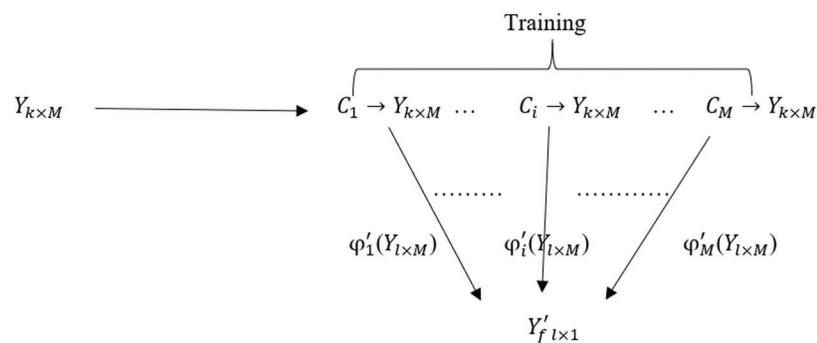 Training
Y_{k×M} C_1 → Y_{k×M} ... C_i → Y_{k×M} ... C_M → Y_{k×M}
......... ............
φ'_1(Y_{l×M}) φ'_i(Y_{l×M}) φ'_M(Y_{l×M})
Y'_{f l×1}